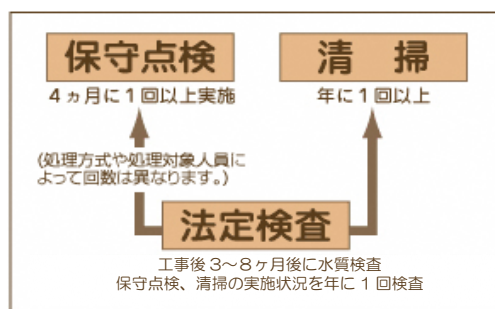 保守点検
4ヵ月に1回以上実施
清 掃
年に1回以上
(処理方式や処理対象人員に
よって回数は異なります。)
法定検査
工事後3～8ヶ月後に水質検査
保守点検、清掃の実施状況を年に1回検査